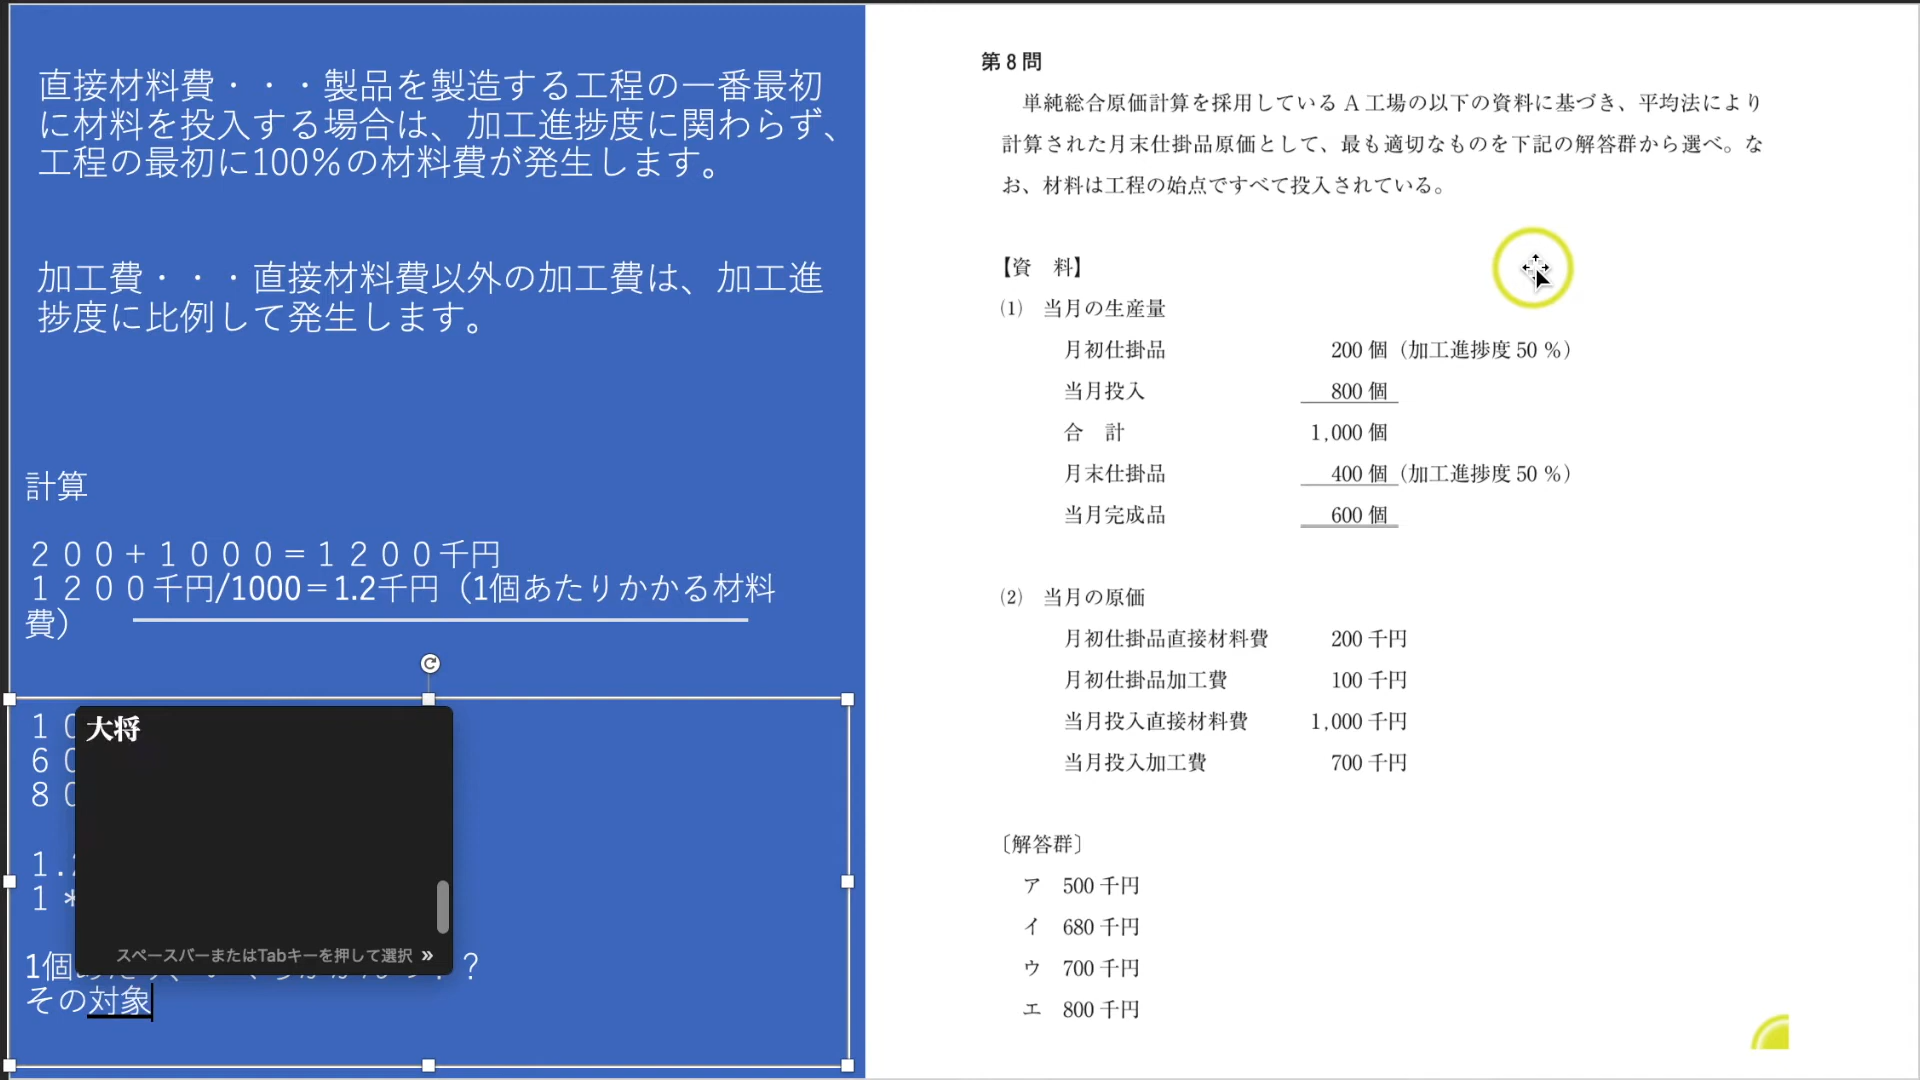 直接材料費・・・製品を製造する工程の一番最初
に材料を投入する場合は、加工進捗度に関わらず、
工程の最初に100%の材料費が発生します。
加工費・・・直接材料費以外の加工費は、加工進
捗度に比例して発生します。
計算
２００＋１０００＝１２００千円
１２００千円/1000＝1.2千円（1個あたりかかる材料
費）
１
６
８
大将
スペースバーまたはTabキーを押して選択 »
１.
１＊
1個
？
その対象
第 8 問
単純総合原価計算を採用している A 工場の以下の資料に基づき、平均法により
計算された月末仕掛品原価として、最も適切なものを下記の解答群から選べ。な
お、材料は工程の始点ですべて投入されている。
【資　料】
⑴　当月の生産量
月初仕掛品 200 個（加工進捗度 50 %）
当月投入 800 個
合　計 1,000 個
月末仕掛品 400 個（加工進捗度 50 %）
当月完成品 600 個
⑵　当月の原価
月初仕掛品直接材料費 200 千円
月初仕掛品加工費 100 千円
当月投入直接材料費 1,000 千円
当月投入加工費 700 千円
〔解答群〕
ア　500 千円
イ　680 千円
ウ　700 千円
エ　800 千円